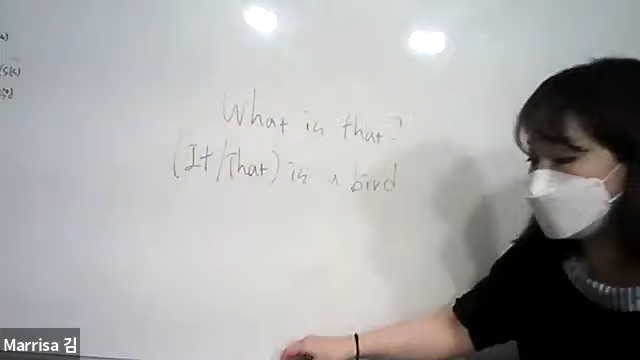 What is that?
(It/That) is a bird
Marrisa 김